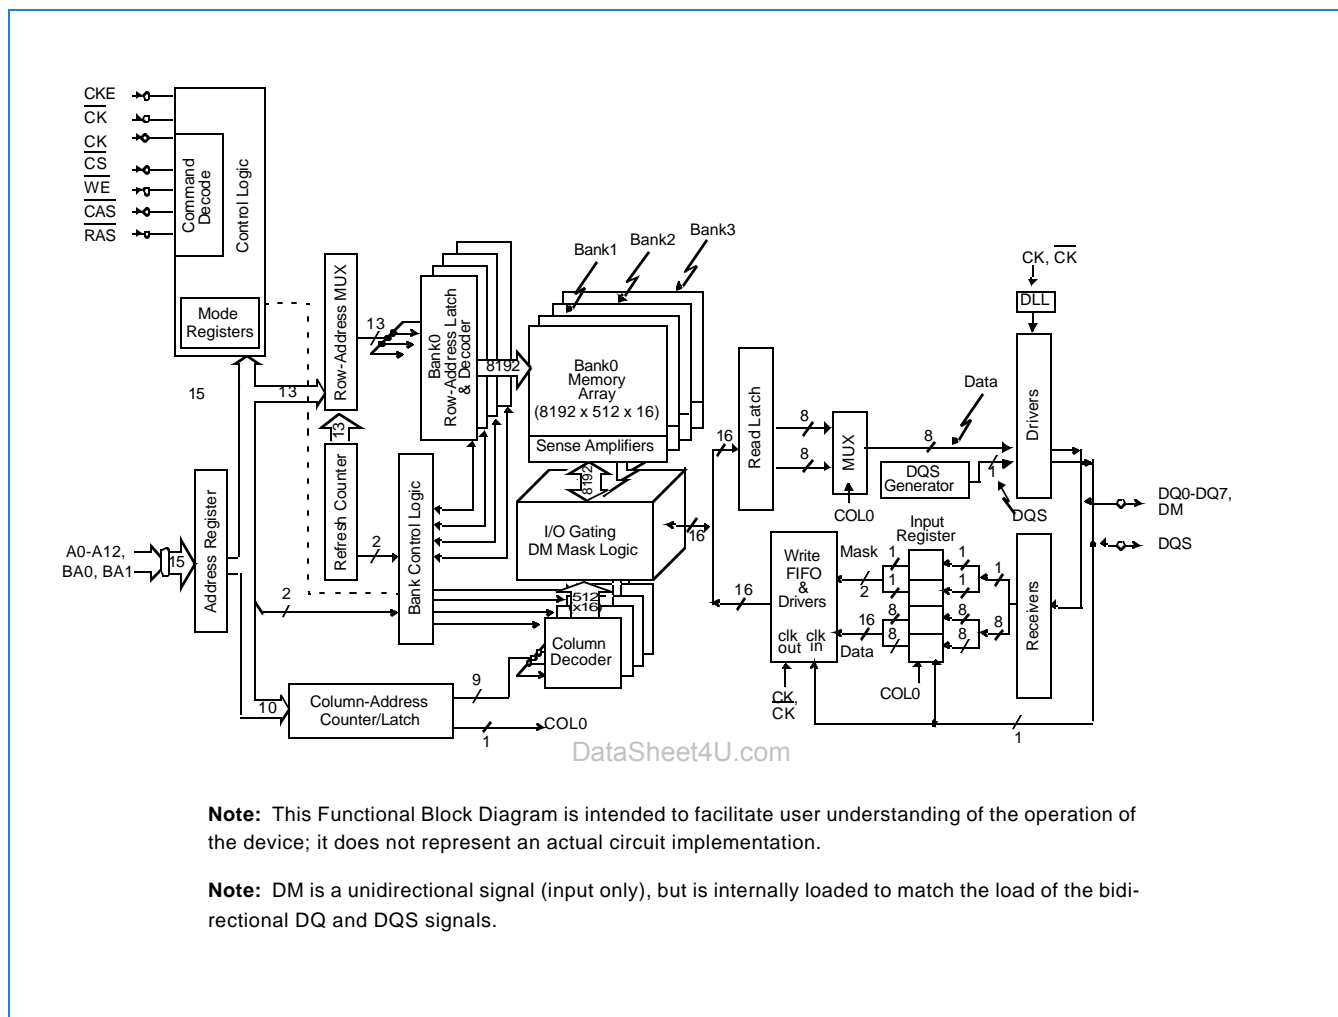 CKE
CK
CK
CS
WE
CAS
RAS
Command
Decode
Control Logic
Mode
Registers
Row-Address MUX
13
Bank0
Row-Address Latch
& Decoder
8192
Bank1
Bank2
Bank3
Bank0
Memory
Array
(8192 x 512 x 16)
Sense Amplifiers
8192
15
13
13
Refresh Counter
2
Bank Control Logic
I/O Gating
DM Mask Logic
16
A0-A12,
BA0, BA1
15
Address Register
2
512
(x16)
Column
Decoder
9
10
Column-Address
Counter/Latch
1
COL0
16
Read Latch
8
8
MUX
COL0
8
Data
DQS
Generator
1
DQS
CK, CK
DLL
Drivers
DQ0-DQ7,
DM
DQS
Input
Register
16
Write
FIFO
&
Drivers
clk
out
clk
in
Mask
1
1
2
16
8
8
Data
1
1
1
8
8
8
Receivers
CK,
CK
COL0
1
DataSheet4U.com
Note: This Functional Block Diagram is intended to facilitate user understanding of the operation of
the device; it does not represent an actual circuit implementation.
Note: DM is a unidirectional signal (input only), but is internally loaded to match the load of the bidi-
rectional DQ and DQS signals.